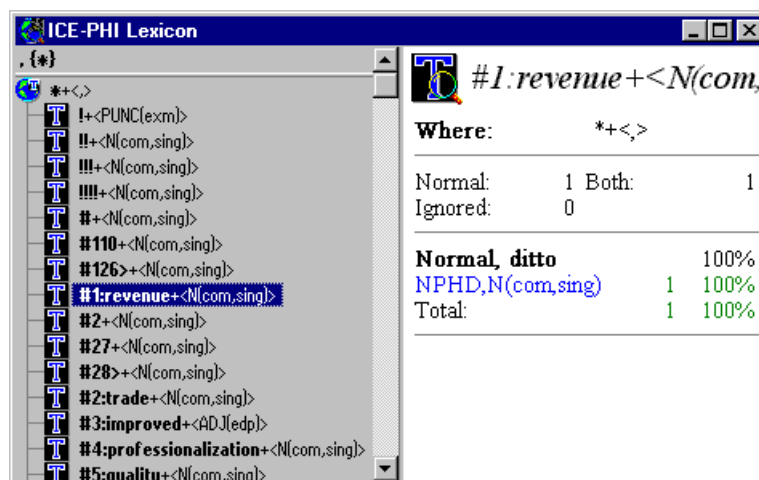 ICE-PHI Lexicon
, {*}
*+<,>
!+<PUNC(exm)>
!!+<N(com,sing)>
!!!+<N(com,sing)>
!!!!+<N(com,sing)>
#+<N(com,sing)>
#110+<N(com,sing)>
#126>+<N(com,sing)>
#1:revenue+<N(com,sing)>
#2+<N(com,sing)>
#27+<N(com,sing)>
#28>+<N(com,sing)>
#2:trade+<N(com,sing)>
#3:improved+<ADJ(edp)>
#4:professionalization+<N(com,sing)>
#5:quality+<N(com,sing)>
#1:revenue+<N(com,
Where: *+<,>
Normal: 1 Both: 1
Ignored: 0
Normal, ditto 100%
NPHD,N(com,sing) 1 100%
Total: 1 100%